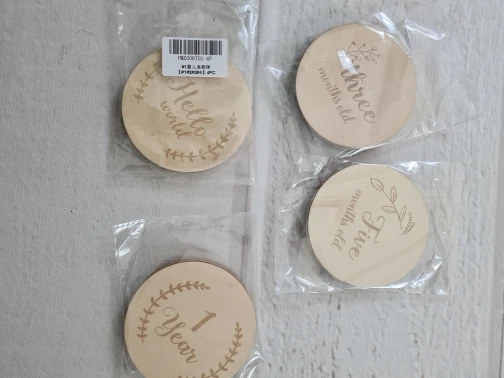 Hello
world
three
months old
Five
months old
1
Year